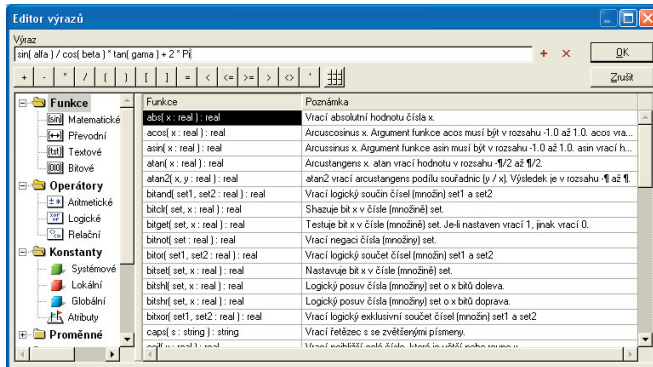 Editor výrazů
Výraz
sin( alfa ) / cos( beta ) * tan( gama ) + 2 * Pi
+ × OK
+ - * / ( ) [ ] = < <= >= > <> ' Zrušit
Funkce
Matematické
Převodní
Textové
Bitové
Operátory
Aritmetické
Logické
Relační
Konstanty
Systémové
Lokální
Globální
Atributy
Proměnné
Funkce Poznámka
abs( x : real ) : real Vrací absolutní hodnotu čísla x.
acos( x : real ) : real Arcuscosinus x. Argument funkce acos musí být v rozsahu -1.0 až 1.0. acos vra...
asin( x : real ) : real Arcussinus x. Argument funkce asin musí být v rozsahu -1.0 až 1.0. asin vrací h...
atan( x : real ) : real Arcustangens x. atan vrací hodnotu v rozsahu -¶/2 až ¶/2.
atan2( x, y : real ) : real atan2 vrací arcustangens podílu souřadnic (y / x). Výsledek je v rozsahu -¶ až ¶.
bitand( set1, set2 : real ) : real Vrací logický součin čísel (množin) set1 a set2
bitclr( set, x : real ) : real Shazuje bit x v čísle (množině) set.
bitget( set, x : real ) : real Testuje bit x v čísle (množině) set. Je-li nastaven vrací 1, jinak vrací 0.
bitnot( set : real ) : real Vrací negaci čísla (množiny) set.
bitor( set1, set2 : real ) : real Vrací logický součet čísel (množin) set1 a set2
bitset( set, x : real ) : real Nastavuje bit x v čísle (množině) set.
bitshl( set, x : real ) : real Logický posuv čísla (množiny) set o x bitů doleva.
bitshr( set, x : real ) : real Logický posuv čísla (množiny) set o x bitů doprava.
bitxor( set1, set2 : real ) : real Vrací logický exklusivní součet čísel (množin) set1 a set2
caps( s : string ) : string Vrací řetězec s se zvětšenými písmeny.